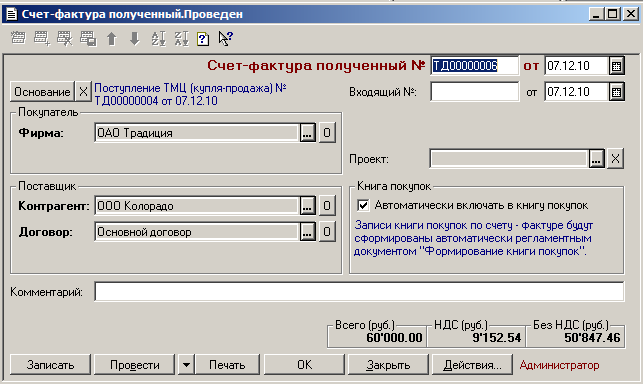 Счет-фактура полученный.Проведен
Счет-фактура полученный № ТД00000006 от 07.12.10
Основание X Поступление ТМЦ (купля-продажа) №
ТД00000004 от 07.12.10
Входящий №: от 07.12.10
Покупатель
Фирма: ОАО Традиция ... О
Проект: ... X
Поставщик
Контрагент: ООО Колорадо ... О
Договор: Основной договор ... О
Книга покупок
Автоматически включать в книгу покупок
Записи книги покупок по счету - фактуре будут
сформированы автоматически регламентным
документом "Формирование книги покупок".
Комментарий:
Всего (руб.) НДС (руб.) Без НДС (руб.)
60'000.00 9'152.54 50'847.46
Записать Провести Печать OK Закрыть Действия... Администратор